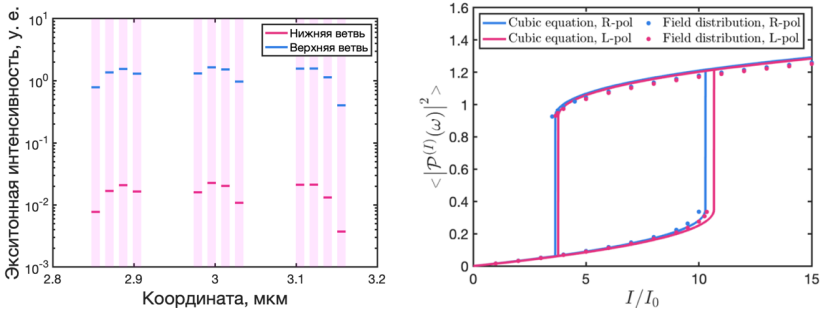 Экситонная интенсивность, у. е.
10^1
10^0
10^-1
10^-2
10^-3
Нижняя ветвь
Верхняя ветвь
2.8 2.9 3 3.1 3.2
Координата, мкм
<|𝒫^(I)(ω)|^2>
1.6
1.4
1.2
1
0.8
0.6
0.4
0.2
0
Cubic equation, R-pol Field distribution, R-pol
Cubic equation, L-pol Field distribution, L-pol
0 5 10 15
I/I_0